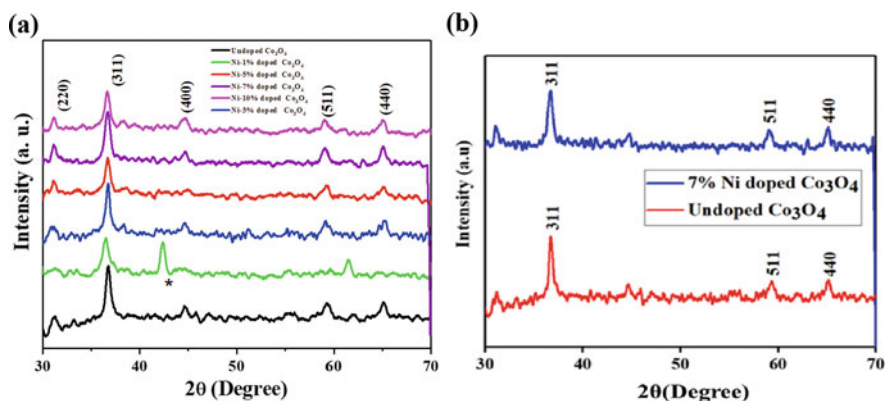 (a)
Intensity (a. u.)
(220)
(311)
(400)
(511)
(440)
Undoped Co₃O₄
Ni-1% doped Co₃O₄
Ni-5% doped Co₃O₄
Ni-7% doped Co₃O₄
Ni-10% doped Co₃O₄
Ni-3% doped Co₃O₄
*
30 40 50 60 70
2θ (Degree)
(b)
Intensity (a.u)
311
511
440
7% Ni doped Co3O4
Undoped Co3O4
311
511
440
30 40 50 60 70
2θ(Degree)